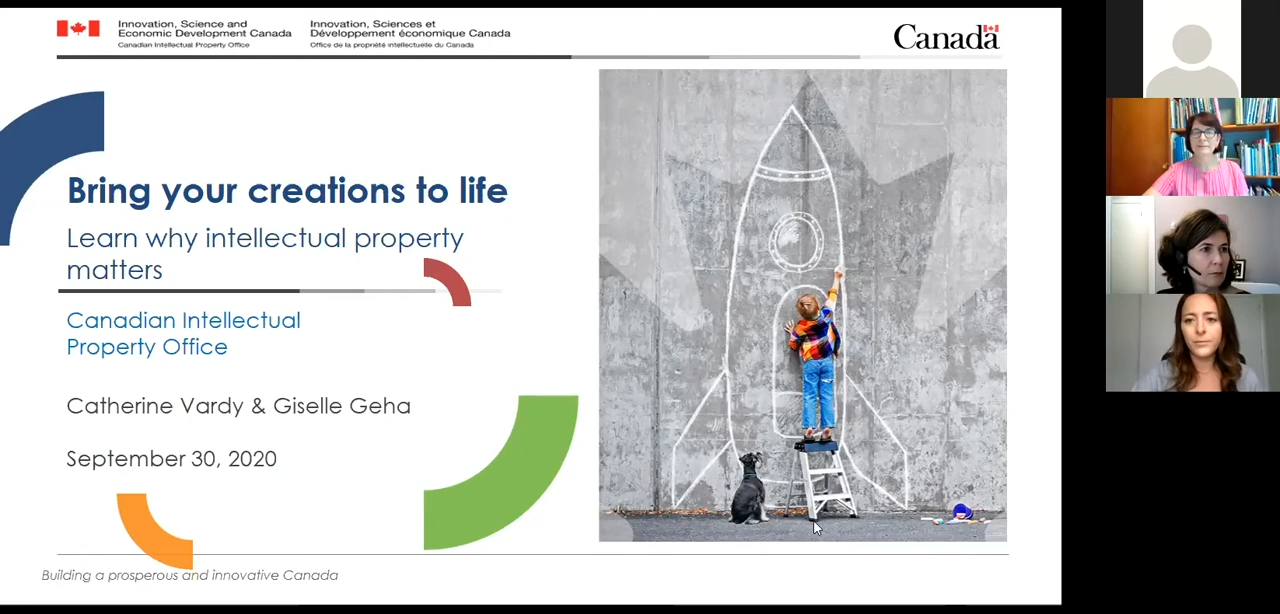 Innovation, Science and
Economic Development Canada
Canadian Intellectual Property Office
Innovation, Sciences et
Développement économique Canada
Office de la propriété intellectuelle du Canada
Canada
Bring your creations to life
Learn why intellectual property
matters
Canadian Intellectual
Property Office
Catherine Vardy & Giselle Geha
September 30, 2020
Building a prosperous and innovative Canada